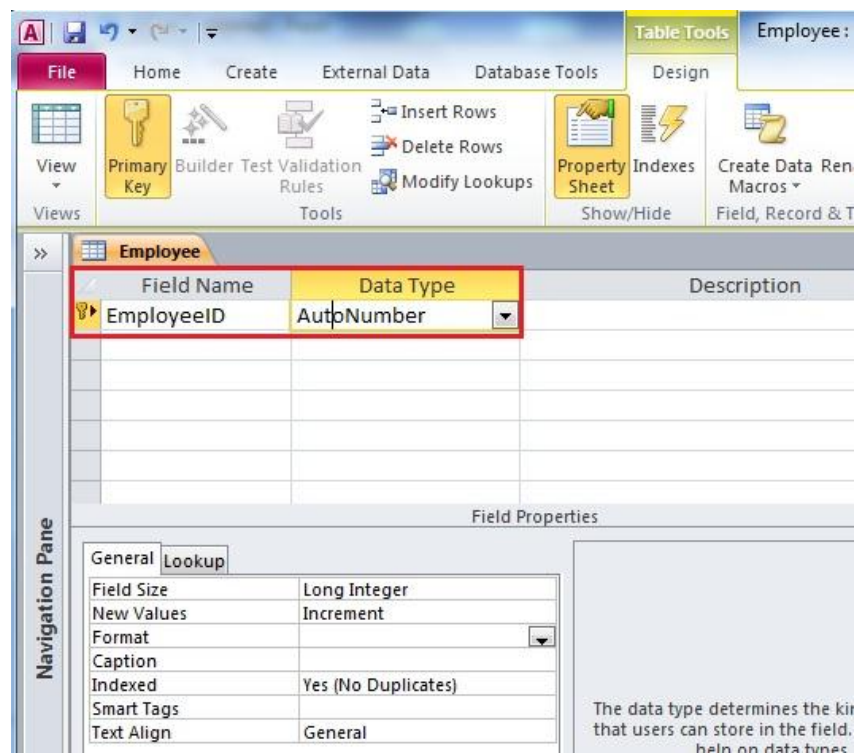 A
Table Tools Employee :
File Home Create External Data Database Tools Design
View
Primary Key
Builder
Test Validation Rules
Insert Rows
Delete Rows
Modify Lookups
Property Sheet
Indexes
Create Data Macros
Ren
Views Tools Show/Hide Field, Record & T
Employee
Field Name Data Type Description
EmployeeID AutoNumber
Field Properties
Navigation Pane
General Lookup
Field Size Long Integer
New Values Increment
Format
Caption
Indexed Yes (No Duplicates)
Smart Tags
Text Align General
The data type determines the kin
that users can store in the field.
help on data types